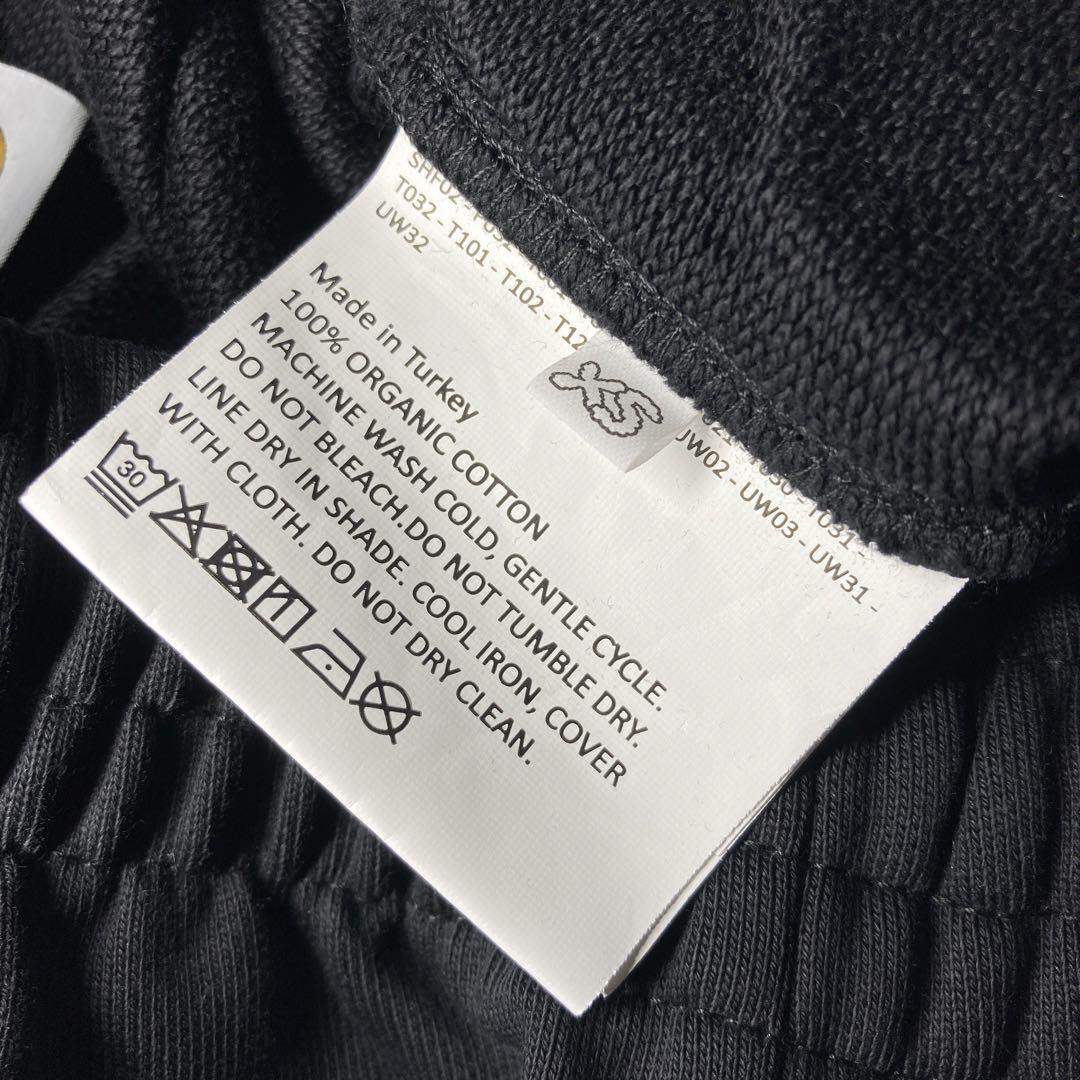 SHF02
T032 - T101 - T102 - T12
UW32
UW02 - UW03 - UW31 -
T031 -
XS
Made in Turkey
100% ORGANIC COTTON
MACHINE WASH COLD, GENTLE CYCLE.
DO NOT BLEACH.DO NOT TUMBLE DRY.
LINE DRY IN SHADE. COOL IRON, COVER
WITH CLOTH. DO NOT DRY CLEAN.
30